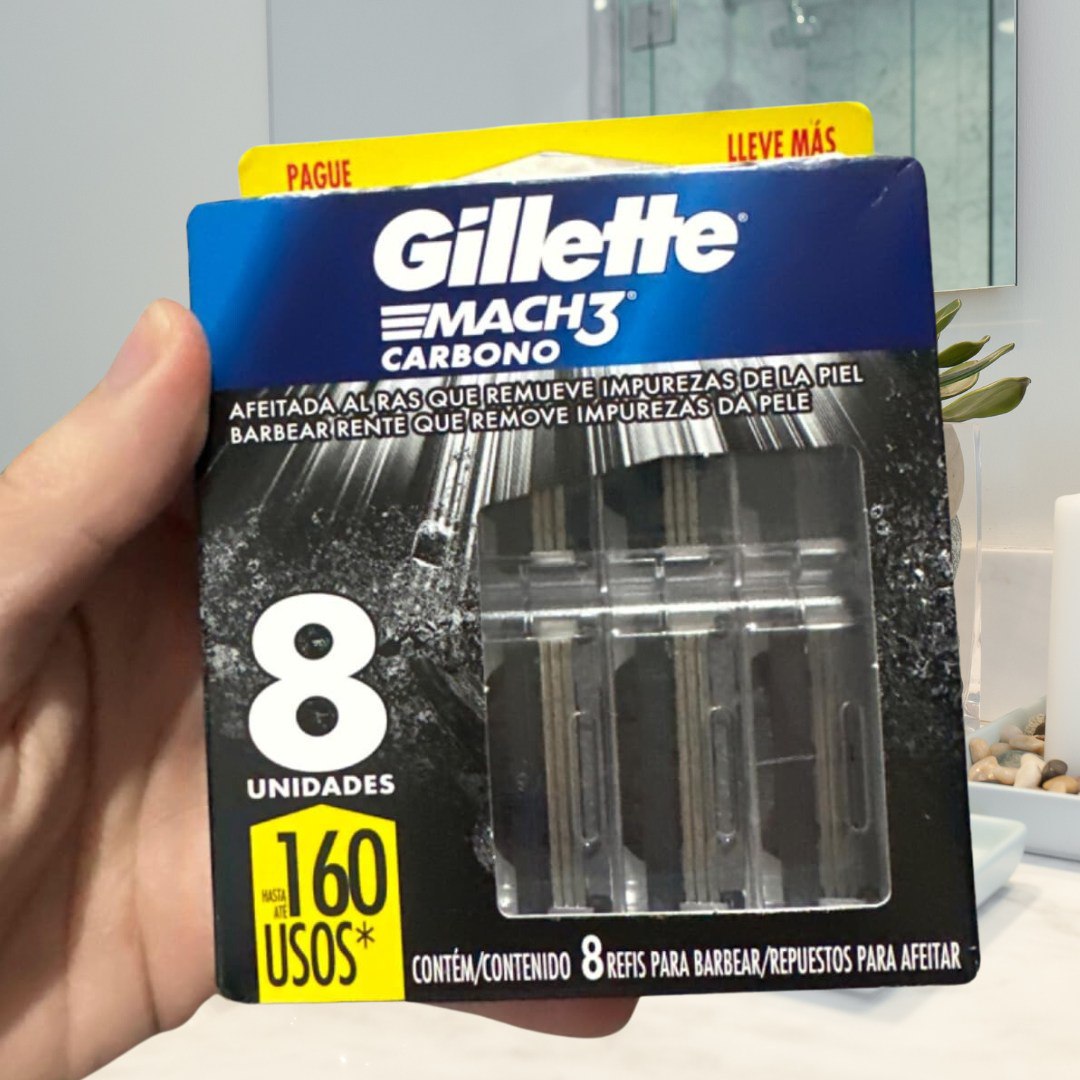 PAGUE
LLEVE MÁS
Gillette®
MACH3®
CARBONO
AFEITADA AL RAS QUE REMUEVE IMPUREZAS DE LA PIEL
BARBEAR RENTE QUE REMOVE IMPUREZAS DA PELE
8
UNIDADES
HASTA
ATÉ
160
USOS*
CONTÉM/CONTENIDO 8 REFIS PARA BARBEAR/REPUESTOS PARA AFEITAR